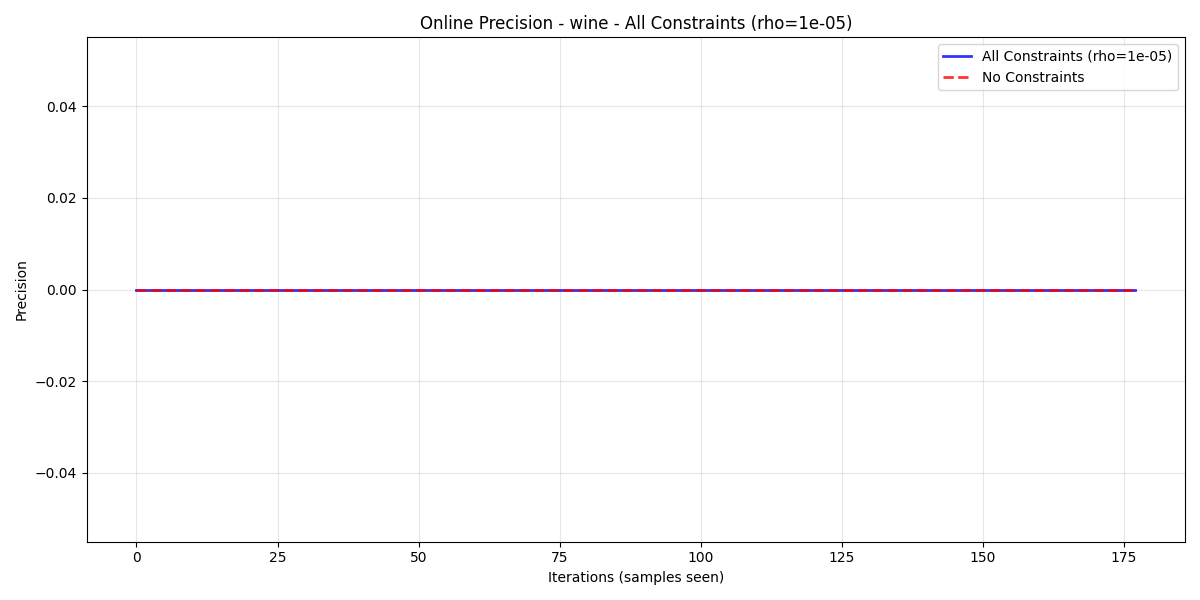 Online Precision - wine - All Constraints (rho=1e-05)
All Constraints (rho=1e-05)
No Constraints
Precision
0.04
0.02
0.00
−0.02
−0.04
0 25 50 75 100 125 150 175
Iterations (samples seen)